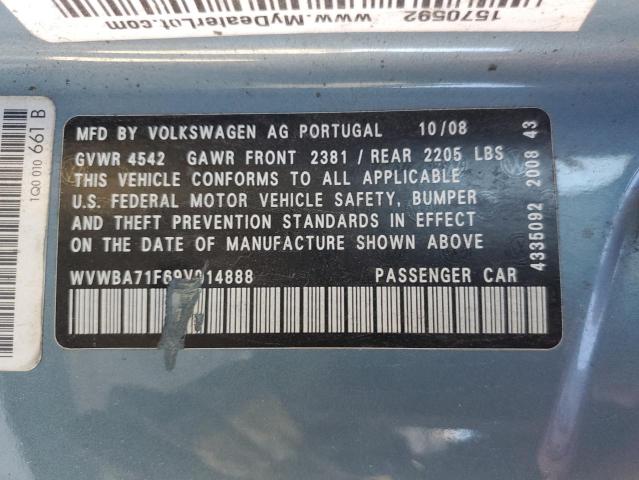 1570592
www.MyDealerLot.com
1Q0 010 661 B
MFD BY VOLKSWAGEN AG PORTUGAL 10/08
GVWR 4542 GAWR FRONT 2381 / REAR 2205 LBS
THIS VEHICLE CONFORMS TO ALL APPLICABLE
U.S. FEDERAL MOTOR VEHICLE SAFETY, BUMPER
AND THEFT PREVENTION STANDARDS IN EFFECT
ON DATE OF MANUFACTURE SHOWN ABOVE
WVWBA71F69V014888 PASSENGER CAR
4335092 2008 43